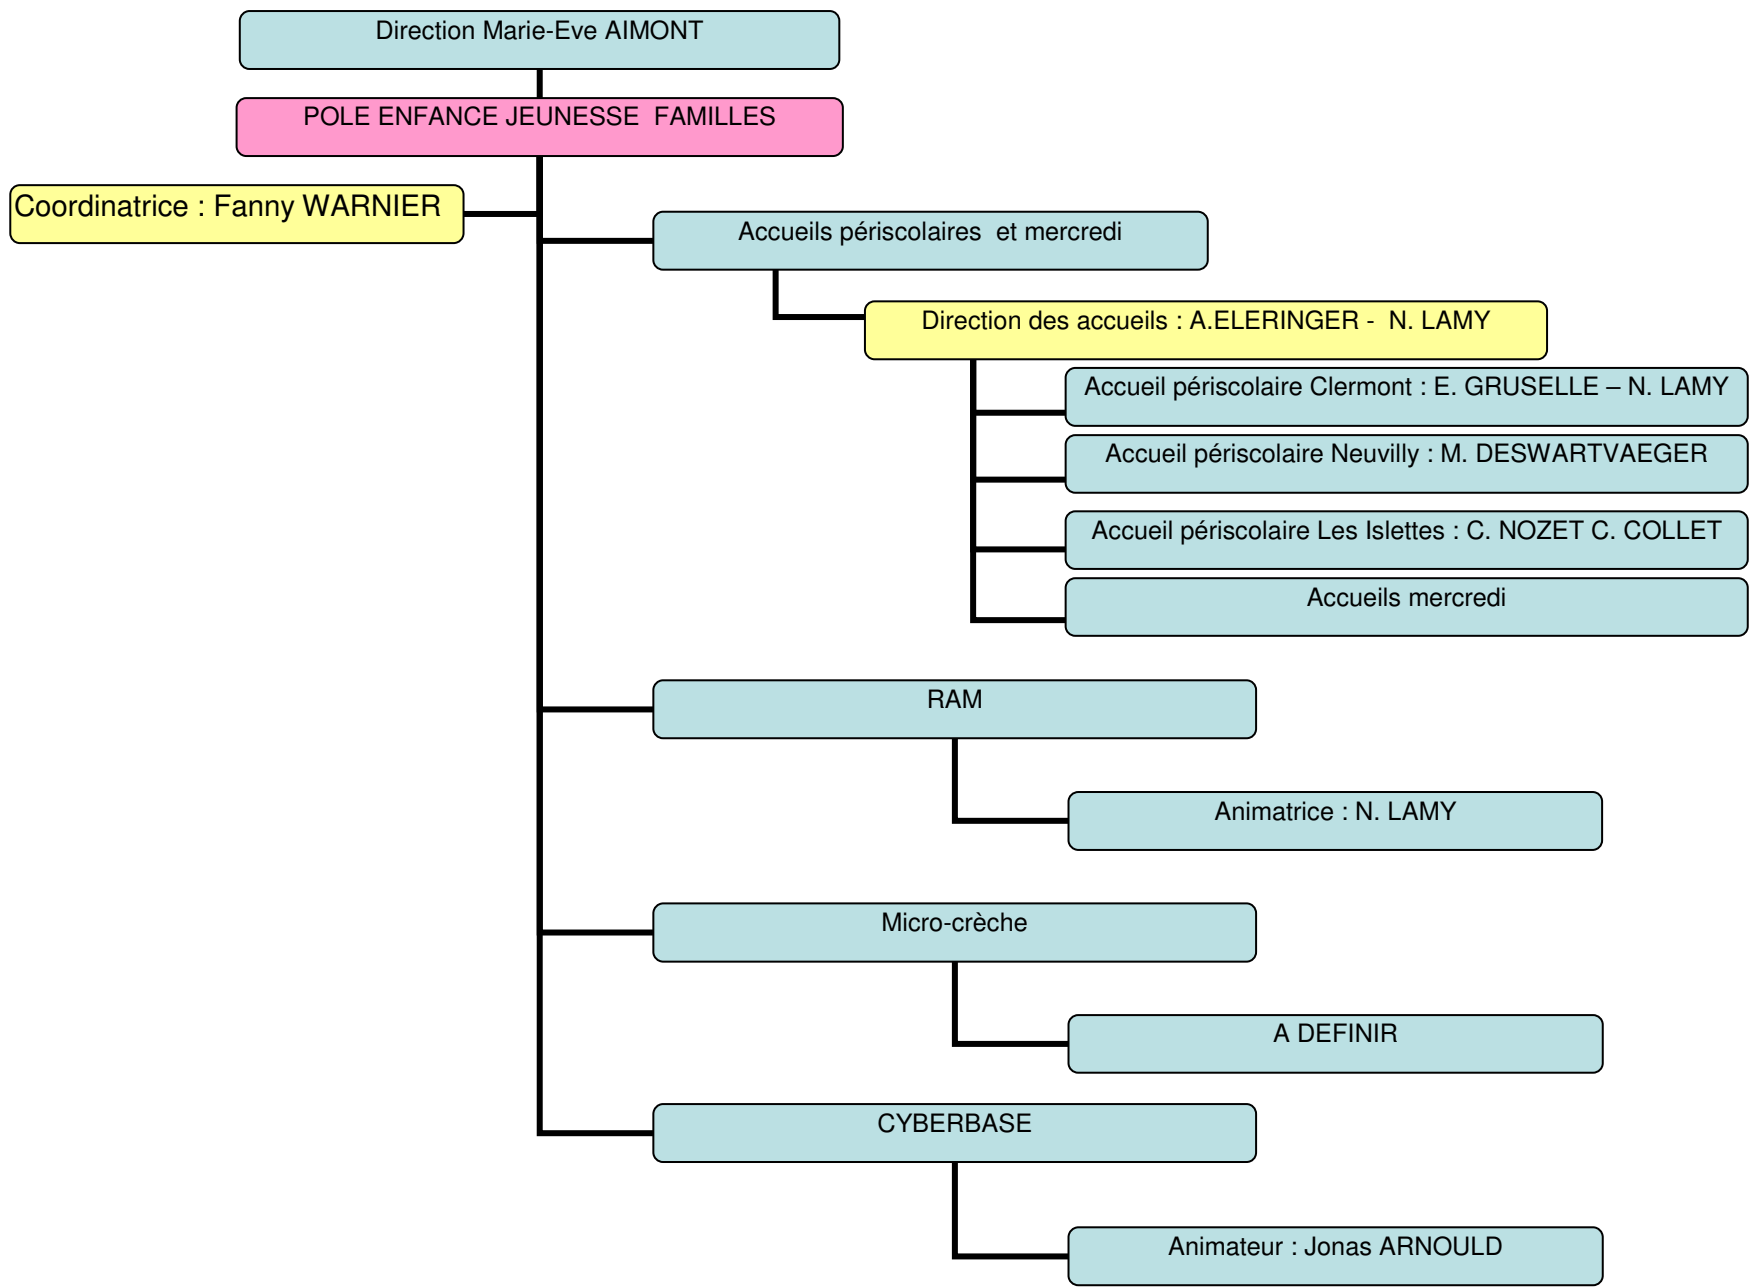 Direction Marie-Eve AIMONT
POLE ENFANCE JEUNESSE  FAMILLES
Coordinatrice : Fanny WARNIER
Accueils périscolaires  et mercredi
Direction des accueils : A.ELERINGER -  N. LAMY
Accueil périscolaire Clermont : E. GRUSELLE – N. LAMY
Accueil périscolaire Neuvilly : M. DESWARTVAEGER
Accueil périscolaire Les Islettes : C. NOZET C. COLLET
Accueils mercredi
RAM
Animatrice : N. LAMY
Micro-crèche
A DEFINIR
CYBERBASE
Animateur : Jonas ARNOULD